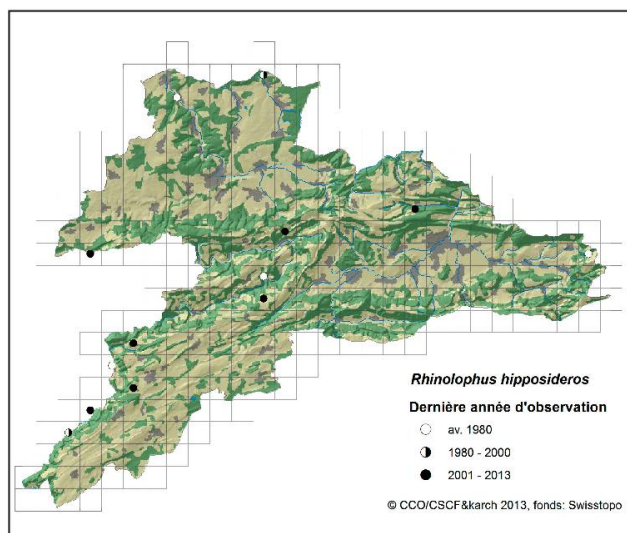 Rhinolophus hipposideros
Dernière année d'observation
av. 1980
1980 - 2000
2001 - 2013
© CCO/CSCF&karch 2013, fonds: Swisstopo